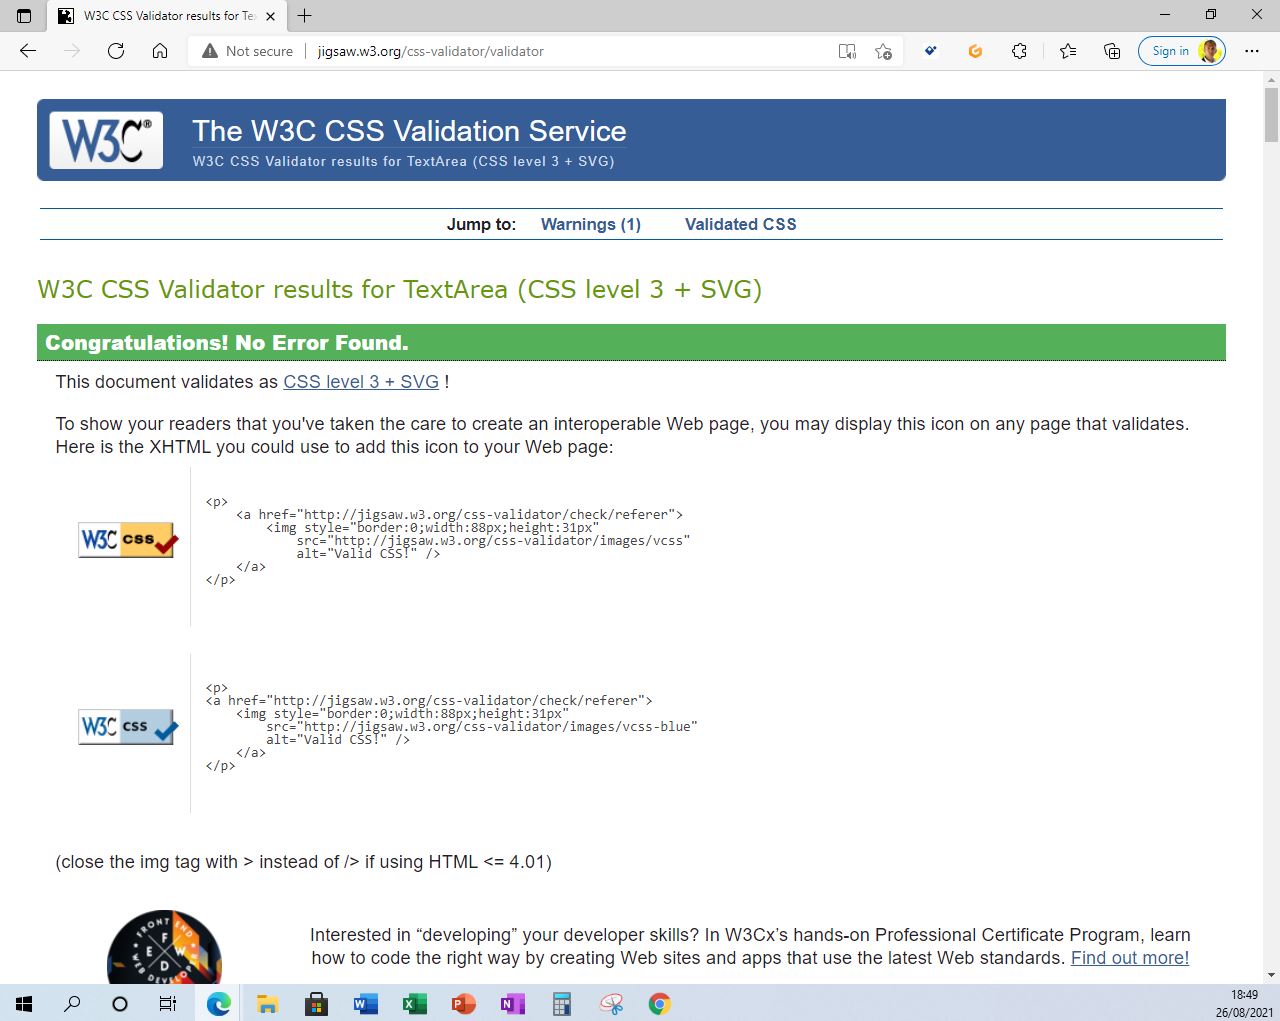 W3C CSS Validator results for Te
Not secure
jigsaw.w3.org/css-validator/validator
Sign in
W3C®
The W3C CSS Validation Service
W3C CSS Validator results for TextArea (CSS level 3 + SVG)
Jump to: Warnings (1) Validated CSS
W3C CSS Validator results for TextArea (CSS level 3 + SVG)
Congratulations! No Error Found.
This document validates as CSS level 3 + SVG !
To show your readers that you've taken the care to create an interoperable Web page, you may display this icon on any page that validates.
Here is the XHTML you could use to add this icon to your Web page:
W3C css
<p>
<a href="http://jigsaw.w3.org/css-validator/check/referer">
<img style="border:0;width:88px;height:31px"
src="http://jigsaw.w3.org/css-validator/images/vcss"
alt="Valid CSS!" />
</a>
</p>
W3C css
<p>
<a href="http://jigsaw.w3.org/css-validator/check/referer">
<img style="border:0;width:88px;height:31px"
src="http://jigsaw.w3.org/css-validator/images/vcss-blue"
alt="Valid CSS!" />
</a>
</p>
(close the img tag with > instead of /> if using HTML <= 4.01)
FRONT END
F E W D
WEB DEVELOP
Interested in “developing” your developer skills? In W3Cx’s hands-on Professional Certificate Program, learn
how to code the right way by creating Web sites and apps that use the latest Web standards. Find out more!
18:49
26/08/2021